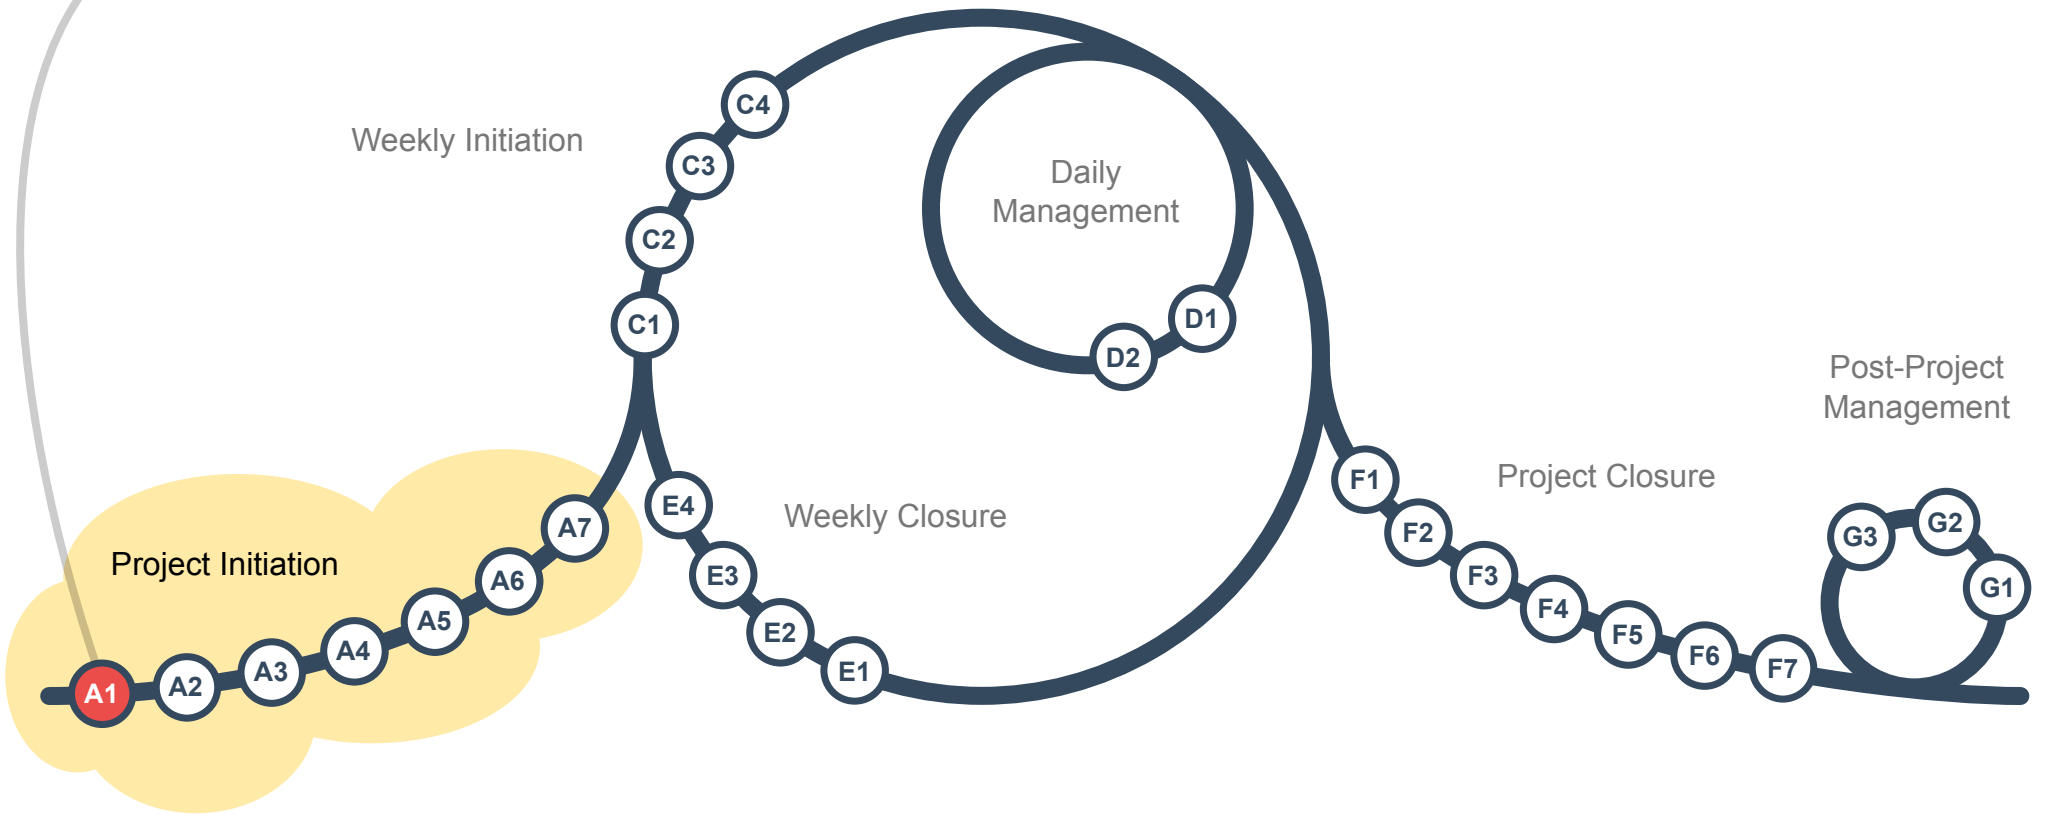 Weekly Initiation
C4
C3
C2
C1
Daily
Management
D1
D2
Project Initiation
A1
A2
A3
A4
A5
A6
A7
Weekly Closure
E4
E3
E2
E1
Project Closure
F1
F2
F3
F4
F5
F6
F7
Post-Project
Management
G3
G2
G1